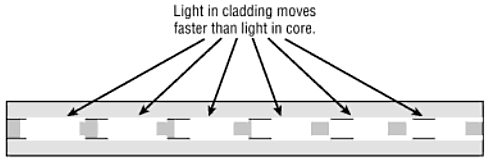 Light in cladding moves
faster than light in core.